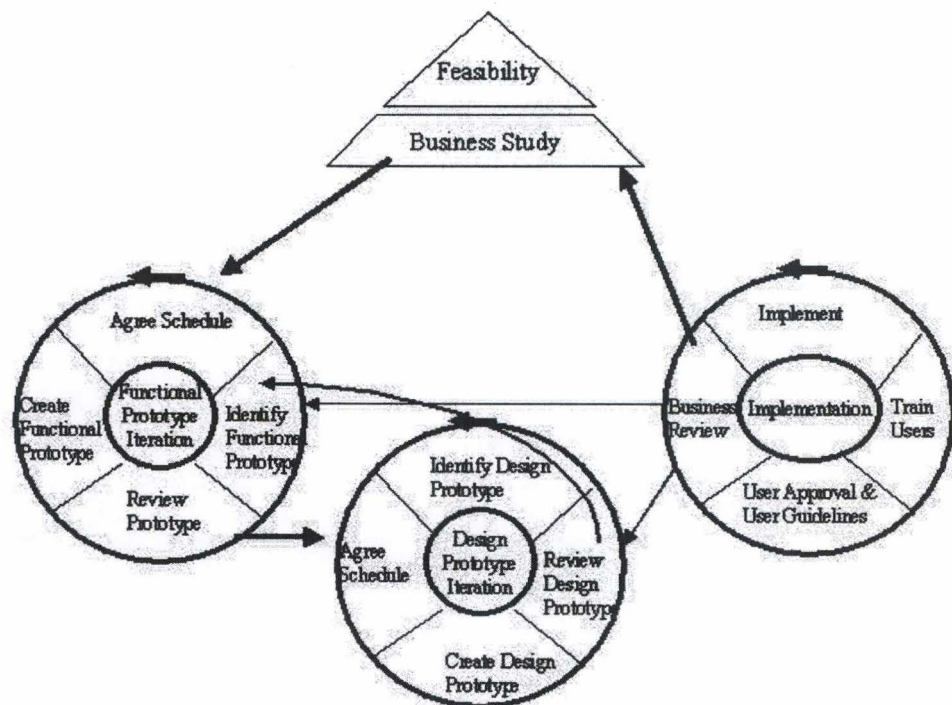 Feasibility
Business Study
Agree Schedule
Create
Functional
Prototype
Functional
Prototype
Iteration
Identify
Functional
Prototype
Review
Prototype
Identify Design
Prototype
Agree
Schedule
Design
Prototype
Iteration
Review
Design
Prototype
Create Design
Prototype
Implement
Business
Review
Implementation
Train
Users
User Approval &
User Guidelines